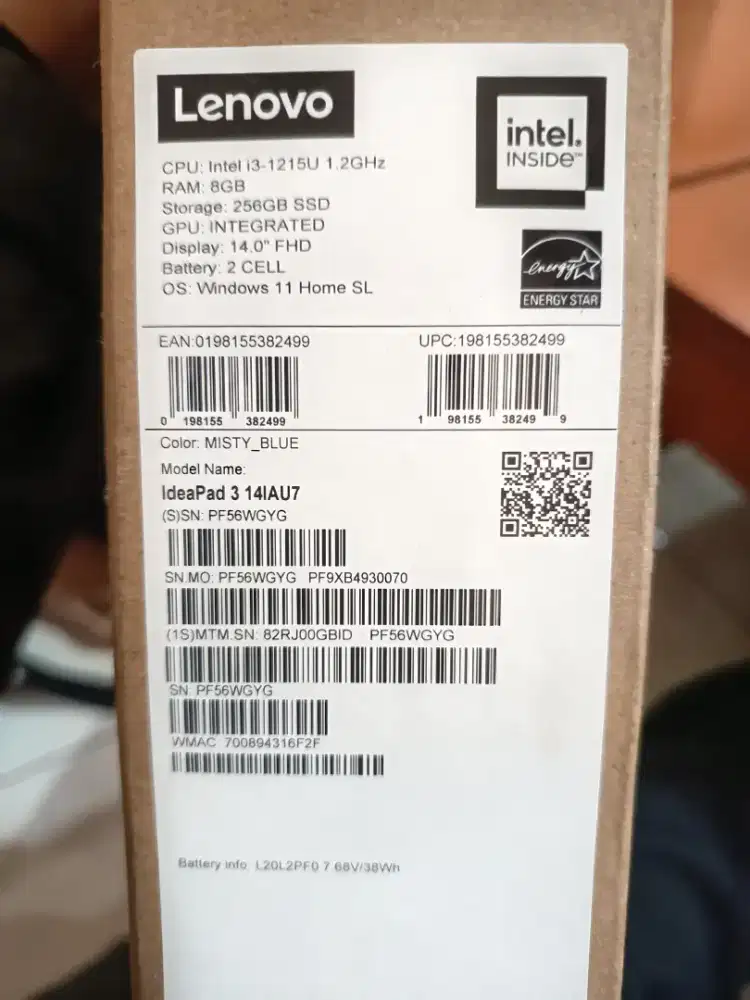 Lenovo
intel.
INSIDE™
CPU: Intel i3-1215U 1.2GHz
RAM: 8GB
Storage: 256GB SSD
GPU: INTEGRATED
Display: 14.0" FHD
Battery: 2 CELL
OS: Windows 11 Home SL
energy
ENERGY STAR
EAN:0198155382499
UPC:198155382499
0 198155 382499
1 98155 38249 9
Color: MISTY_BLUE
Model Name:
IdeaPad 3 14IAU7
(S)SN: PF56WGYG
SN.MO: PF56WGYG PF9XB4930070
(1S)MTM.SN: 82RJ00GBID PF56WGYG
SN: PF56WGYG
WMAC 700894316F2F
Battery info L20L2PF0 7.68V/38Wh